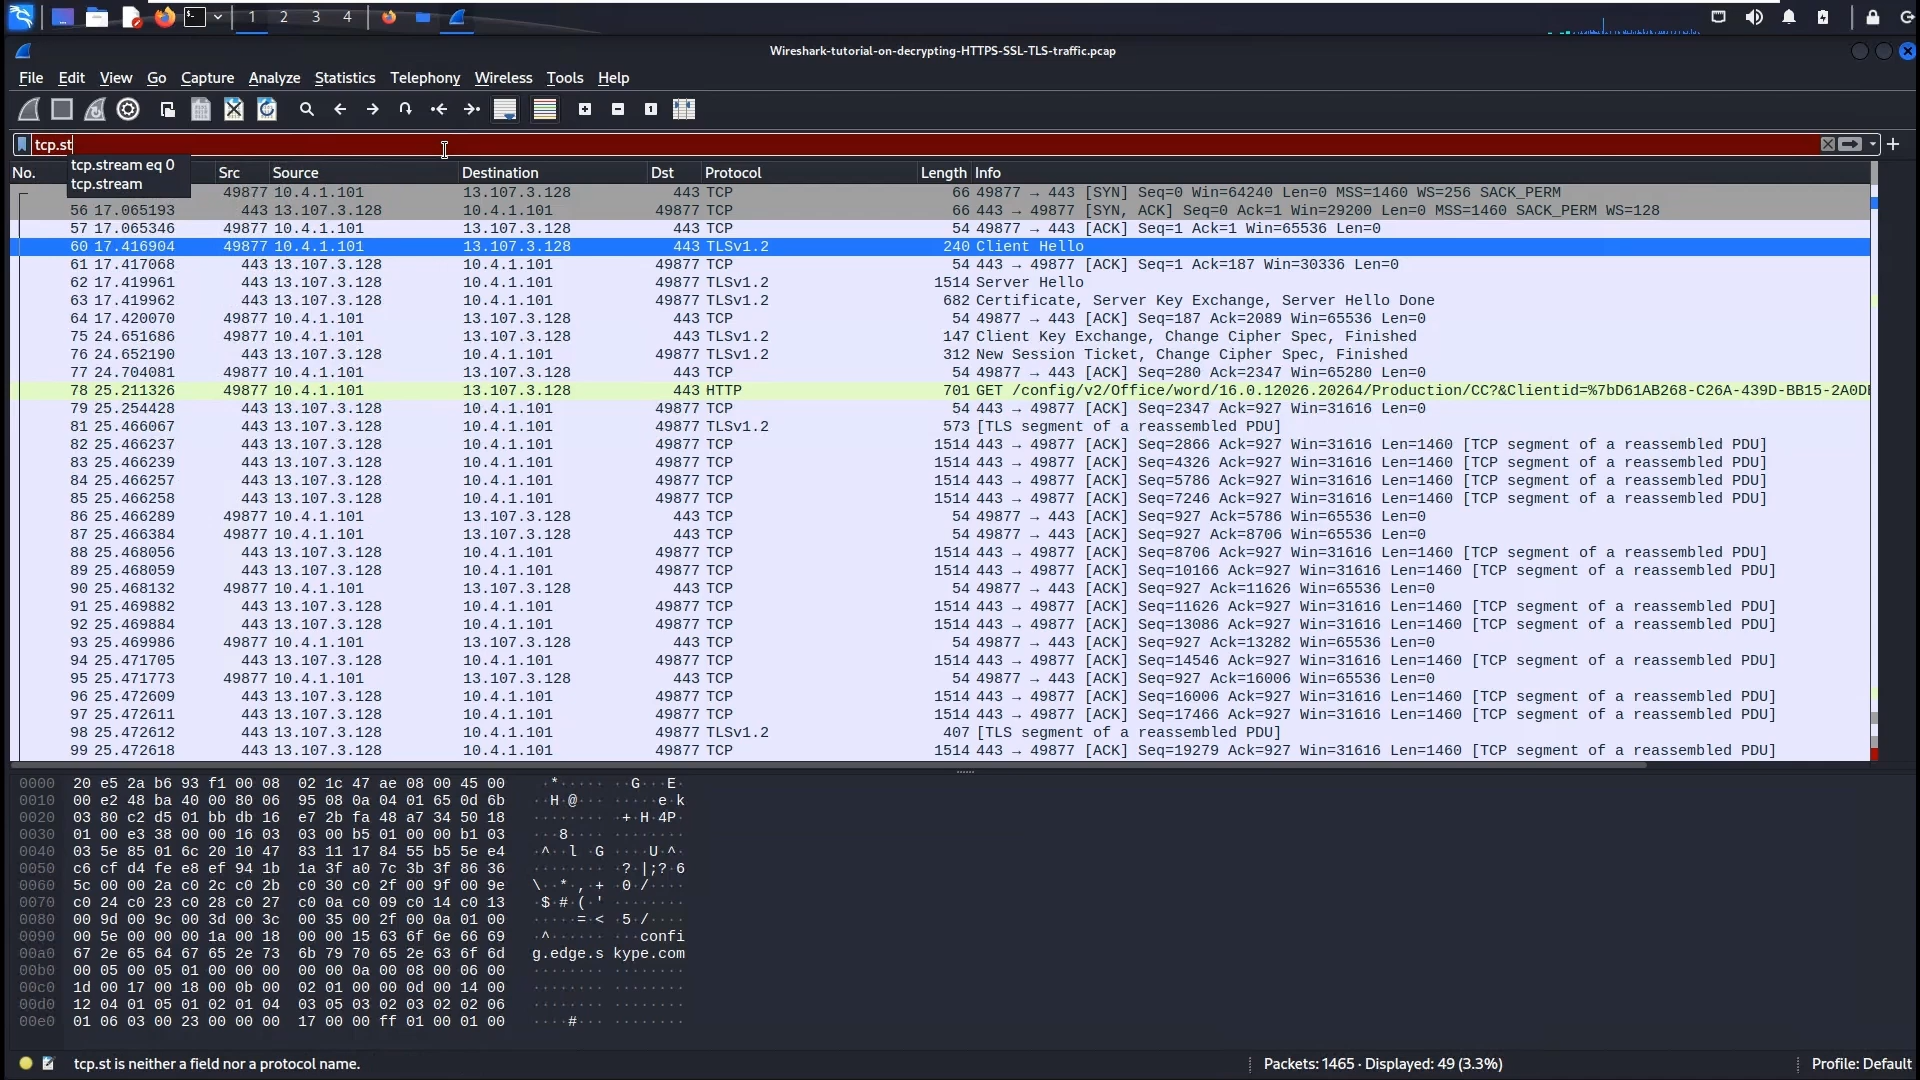 1 2 3 4
Wireshark-tutorial-on-decrypting-HTTPS-SSL-TLS-traffic.pcap
File Edit View Go Capture Analyze Statistics Telephony Wireless Tools Help
tcp.st
tcp.stream eq 0
tcp.stream
No. Src Source Destination Dst Protocol Length Info
49877 10.4.1.101 13.107.3.128 443 TCP 66 49877 → 443 [SYN] Seq=0 Win=64240 Len=0 MSS=1460 WS=256 SACK_PERM
56 17.065193 443 13.107.3.128 10.4.1.101 49877 TCP 66 443 → 49877 [SYN, ACK] Seq=0 Ack=1 Win=29200 Len=0 MSS=1460 SACK_PERM WS=128
57 17.065346 49877 10.4.1.101 13.107.3.128 443 TCP 54 49877 → 443 [ACK] Seq=1 Ack=1 Win=65536 Len=0
60 17.416904 49877 10.4.1.101 13.107.3.128 443 TLSv1.2 240 Client Hello
61 17.417068 443 13.107.3.128 10.4.1.101 49877 TCP 54 443 → 49877 [ACK] Seq=1 Ack=187 Win=30336 Len=0
62 17.419961 443 13.107.3.128 10.4.1.101 49877 TLSv1.2 1514 Server Hello
63 17.419962 443 13.107.3.128 10.4.1.101 49877 TLSv1.2 682 Certificate, Server Key Exchange, Server Hello Done
64 17.420070 49877 10.4.1.101 13.107.3.128 443 TCP 54 49877 → 443 [ACK] Seq=187 Ack=2089 Win=65536 Len=0
75 24.651686 49877 10.4.1.101 13.107.3.128 443 TLSv1.2 147 Client Key Exchange, Change Cipher Spec, Finished
76 24.652190 443 13.107.3.128 10.4.1.101 49877 TLSv1.2 312 New Session Ticket, Change Cipher Spec, Finished
77 24.704081 49877 10.4.1.101 13.107.3.128 443 TCP 54 49877 → 443 [ACK] Seq=280 Ack=2347 Win=65280 Len=0
78 25.211326 49877 10.4.1.101 13.107.3.128 443 HTTP 701 GET /config/v2/Office/word/16.0.12026.20264/Production/CC?&Clientid=%7bD61AB268-C26A-439D-BB15-2A0DE
79 25.254428 443 13.107.3.128 10.4.1.101 49877 TCP 54 443 → 49877 [ACK] Seq=2347 Ack=927 Win=31616 Len=0
81 25.466067 443 13.107.3.128 10.4.1.101 49877 TLSv1.2 573 [TLS segment of a reassembled PDU]
82 25.466237 443 13.107.3.128 10.4.1.101 49877 TCP 1514 443 → 49877 [ACK] Seq=2866 Ack=927 Win=31616 Len=1460 [TCP segment of a reassembled PDU]
83 25.466239 443 13.107.3.128 10.4.1.101 49877 TCP 1514 443 → 49877 [ACK] Seq=4326 Ack=927 Win=31616 Len=1460 [TCP segment of a reassembled PDU]
84 25.466257 443 13.107.3.128 10.4.1.101 49877 TCP 1514 443 → 49877 [ACK] Seq=5786 Ack=927 Win=31616 Len=1460 [TCP segment of a reassembled PDU]
85 25.466258 443 13.107.3.128 10.4.1.101 49877 TCP 1514 443 → 49877 [ACK] Seq=7246 Ack=927 Win=31616 Len=1460 [TCP segment of a reassembled PDU]
86 25.466289 49877 10.4.1.101 13.107.3.128 443 TCP 54 49877 → 443 [ACK] Seq=927 Ack=5786 Win=65536 Len=0
87 25.466384 49877 10.4.1.101 13.107.3.128 443 TCP 54 49877 → 443 [ACK] Seq=927 Ack=8706 Win=65536 Len=0
88 25.468056 443 13.107.3.128 10.4.1.101 49877 TCP 1514 443 → 49877 [ACK] Seq=8706 Ack=927 Win=31616 Len=1460 [TCP segment of a reassembled PDU]
89 25.468059 443 13.107.3.128 10.4.1.101 49877 TCP 1514 443 → 49877 [ACK] Seq=10166 Ack=927 Win=31616 Len=1460 [TCP segment of a reassembled PDU]
90 25.468132 49877 10.4.1.101 13.107.3.128 443 TCP 54 49877 → 443 [ACK] Seq=927 Ack=11626 Win=65536 Len=0
91 25.469882 443 13.107.3.128 10.4.1.101 49877 TCP 1514 443 → 49877 [ACK] Seq=11626 Ack=927 Win=31616 Len=1460 [TCP segment of a reassembled PDU]
92 25.469884 443 13.107.3.128 10.4.1.101 49877 TCP 1514 443 → 49877 [ACK] Seq=13086 Ack=927 Win=31616 Len=1460 [TCP segment of a reassembled PDU]
93 25.469986 49877 10.4.1.101 13.107.3.128 443 TCP 54 49877 → 443 [ACK] Seq=927 Ack=13282 Win=65536 Len=0
94 25.471705 443 13.107.3.128 10.4.1.101 49877 TCP 1514 443 → 49877 [ACK] Seq=14546 Ack=927 Win=31616 Len=1460 [TCP segment of a reassembled PDU]
95 25.471773 49877 10.4.1.101 13.107.3.128 443 TCP 54 49877 → 443 [ACK] Seq=927 Ack=16006 Win=65536 Len=0
96 25.472609 443 13.107.3.128 10.4.1.101 49877 TCP 1514 443 → 49877 [ACK] Seq=16006 Ack=927 Win=31616 Len=1460 [TCP segment of a reassembled PDU]
97 25.472611 443 13.107.3.128 10.4.1.101 49877 TCP 1514 443 → 49877 [ACK] Seq=17466 Ack=927 Win=31616 Len=1460 [TCP segment of a reassembled PDU]
98 25.472612 443 13.107.3.128 10.4.1.101 49877 TLSv1.2 407 [TLS segment of a reassembled PDU]
99 25.472618 443 13.107.3.128 10.4.1.101 49877 TCP 1514 443 → 49877 [ACK] Seq=19279 Ack=927 Win=31616 Len=1460 [TCP segment of a reassembled PDU]
0000 20 e5 2a b6 93 f1 00 08 02 1c 47 ae 08 00 45 00 ·*····· ··G···E·
0010 00 e2 48 ba 40 00 80 06 95 08 0a 04 01 65 0d 6b ··H·@··· ·····e·k
0020 03 80 c2 d5 01 bb db 16 e7 2b fa 48 a7 34 50 18 ········ ·+·H·4P·
0030 01 00 e3 38 00 00 16 03 03 00 b5 01 00 00 b1 03 ···8···· ········
0040 03 5e 85 01 6c 20 10 47 83 11 17 84 55 b5 5e e4 ·^··l ·G ····U·^·
0050 c6 cf d4 fe e8 ef 94 1b 1a 3f a0 7c 3b 3f 86 36 ········ ·?·|;?·6
0060 5c 00 00 2a c0 2c c0 2b c0 30 c0 2f 00 9f 00 9e \··*·,·+ ·0·/····
0070 c0 24 c0 23 c0 28 c0 27 c0 0a c0 09 c0 14 c0 13 ·$·#·(·' ········
0080 00 9d 00 9c 00 3d 00 3c 00 35 00 2f 00 0a 01 00 ·····=·< ·5·/····
0090 00 5e 00 00 00 1a 00 18 00 00 15 63 6f 6e 66 69 ·^······ ···confi
00a0 67 2e 65 64 67 65 2e 73 6b 79 70 65 2e 63 6f 6d g.edge.s kype.com
00b0 00 05 00 05 01 00 00 00 00 00 0a 00 08 00 06 00 ········ ········
00c0 1d 00 17 00 18 00 0b 00 02 01 00 00 0d 00 14 00 ········ ········
00d0 12 04 01 05 01 02 01 04 03 05 03 02 03 02 02 06 ········ ········
00e0 01 06 03 00 23 00 00 00 17 00 00 ff 01 00 01 00 ····#··· ········
tcp.st is neither a field nor a protocol name. Packets: 1465 · Displayed: 49 (3.3%) Profile: Default